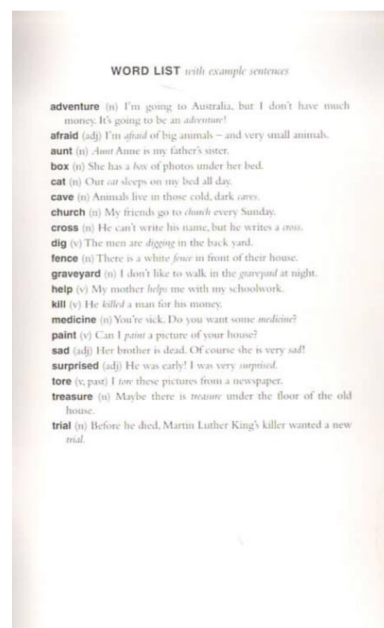 WORD LIST with example sentences
adventure (n) I'm going to Australia, but I don't have much
money. It's going to be an adventure!
afraid (adj) I'm afraid of big animals – and very small animals.
aunt (n) Aunt Anne is my father's sister.
box (n) She has a box of photos under her bed.
cat (n) Our cat sleeps on my bed all day.
cave (n) Animals live in those cold, dark caves.
church (n) My friends go to church every Sunday.
cross (n) He can't write his name, but he writes a cross.
dig (v) The men are digging in the back yard.
fence (n) There is a white fence in front of their house.
graveyard (n) I don't like to walk in the graveyard at night.
help (v) My mother helps me with my schoolwork.
kill (v) He killed a man for his money.
medicine (n) You're sick. Do you want some medicine?
paint (v) Can I paint a picture of your house?
sad (adj) Her brother is dead. Of course she is very sad!
surprised (adj) He was early! I was very surprised.
tore (v, past) I tore these pictures from a newspaper.
treasure (n) Maybe there is treasure under the floor of the old
house.
trial (n) Before he died, Martin Luther King's killer wanted a new
trial.